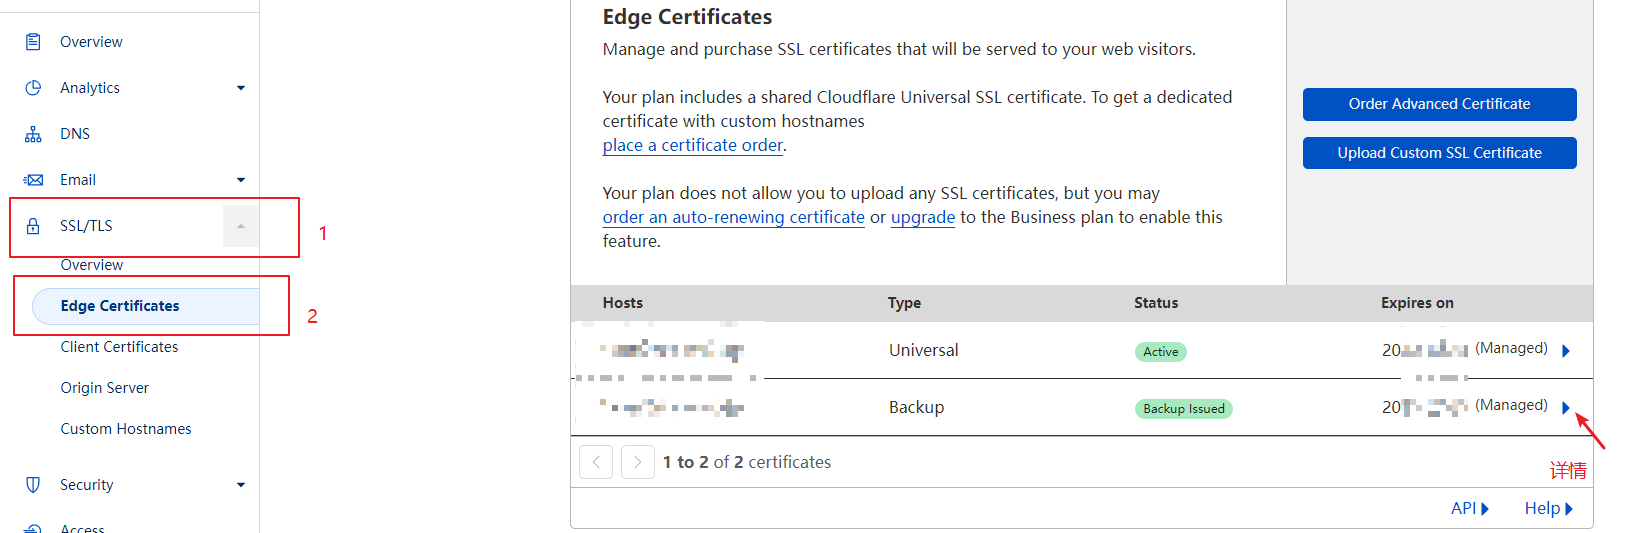 Overview
Analytics
DNS
Email
SSL/TLS
1
Overview
Edge Certificates
2
Client Certificates
Origin Server
Custom Hostnames
Security
Access
Edge Certificates
Manage and purchase SSL certificates that will be served to your web visitors.
Your plan includes a shared Cloudflare Universal SSL certificate. To get a dedicated
certificate with custom hostnames
place a certificate order.
Your plan does not allow you to upload any SSL certificates, but you may
order an auto-renewing certificate or upgrade to the Business plan to enable this
feature.
Order Advanced Certificate
Upload Custom SSL Certificate
Hosts Type Status Expires on
Universal Active 20 (Managed)
Backup Backup Issued 20 (Managed)
1 to 2 of 2 certificates
详情
API Help